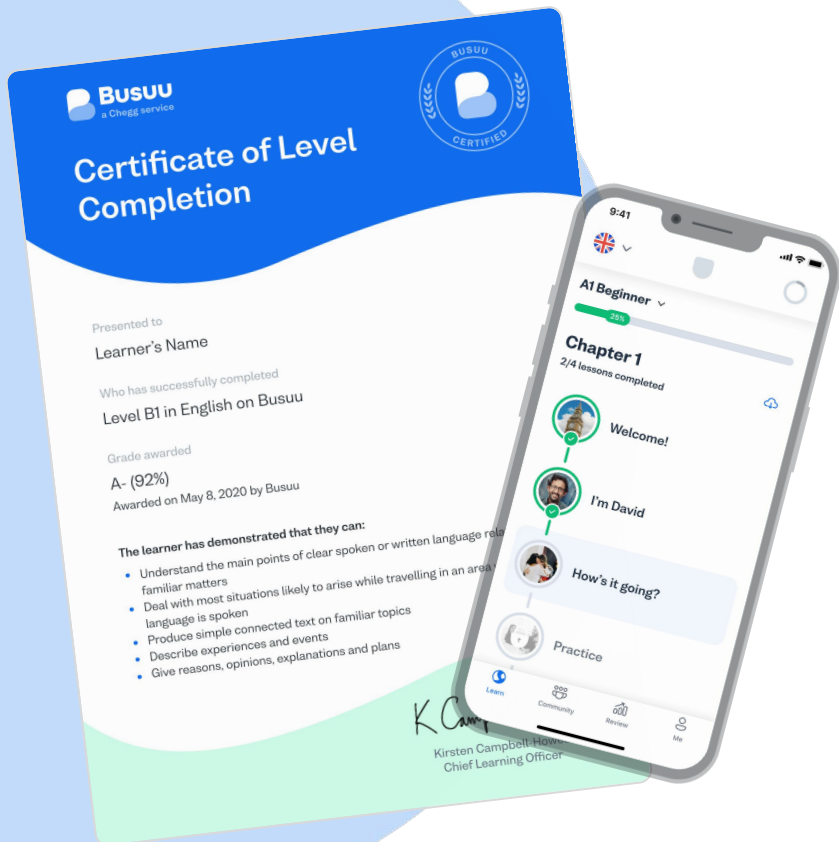 Busuu
a Chegg service
BUSUU
CERTIFIED
Certificate of Level
Completion
Presented to
Learner's Name
Who has successfully completed
Level B1 in English on Busuu
Grade awarded
A- (92%)
Awarded on May 8, 2020 by Busuu
The learner has demonstrated that they can:
• Understand the main points of clear spoken or written language
familiar matters
• Deal with most situations likely to arise while travelling in an area
language is spoken
• Produce simple connected text on familiar topics
• Describe experiences and events
• Give reasons, opinions, explanations and plans
K
Kirsten Campbell-Howes
Chief Learning Officer
9:41
A1 Beginner
25%
Chapter 1
2/4 lessons completed
Welcome!
I'm David
How's it going?
Practice
Learn
Community
Review
Me